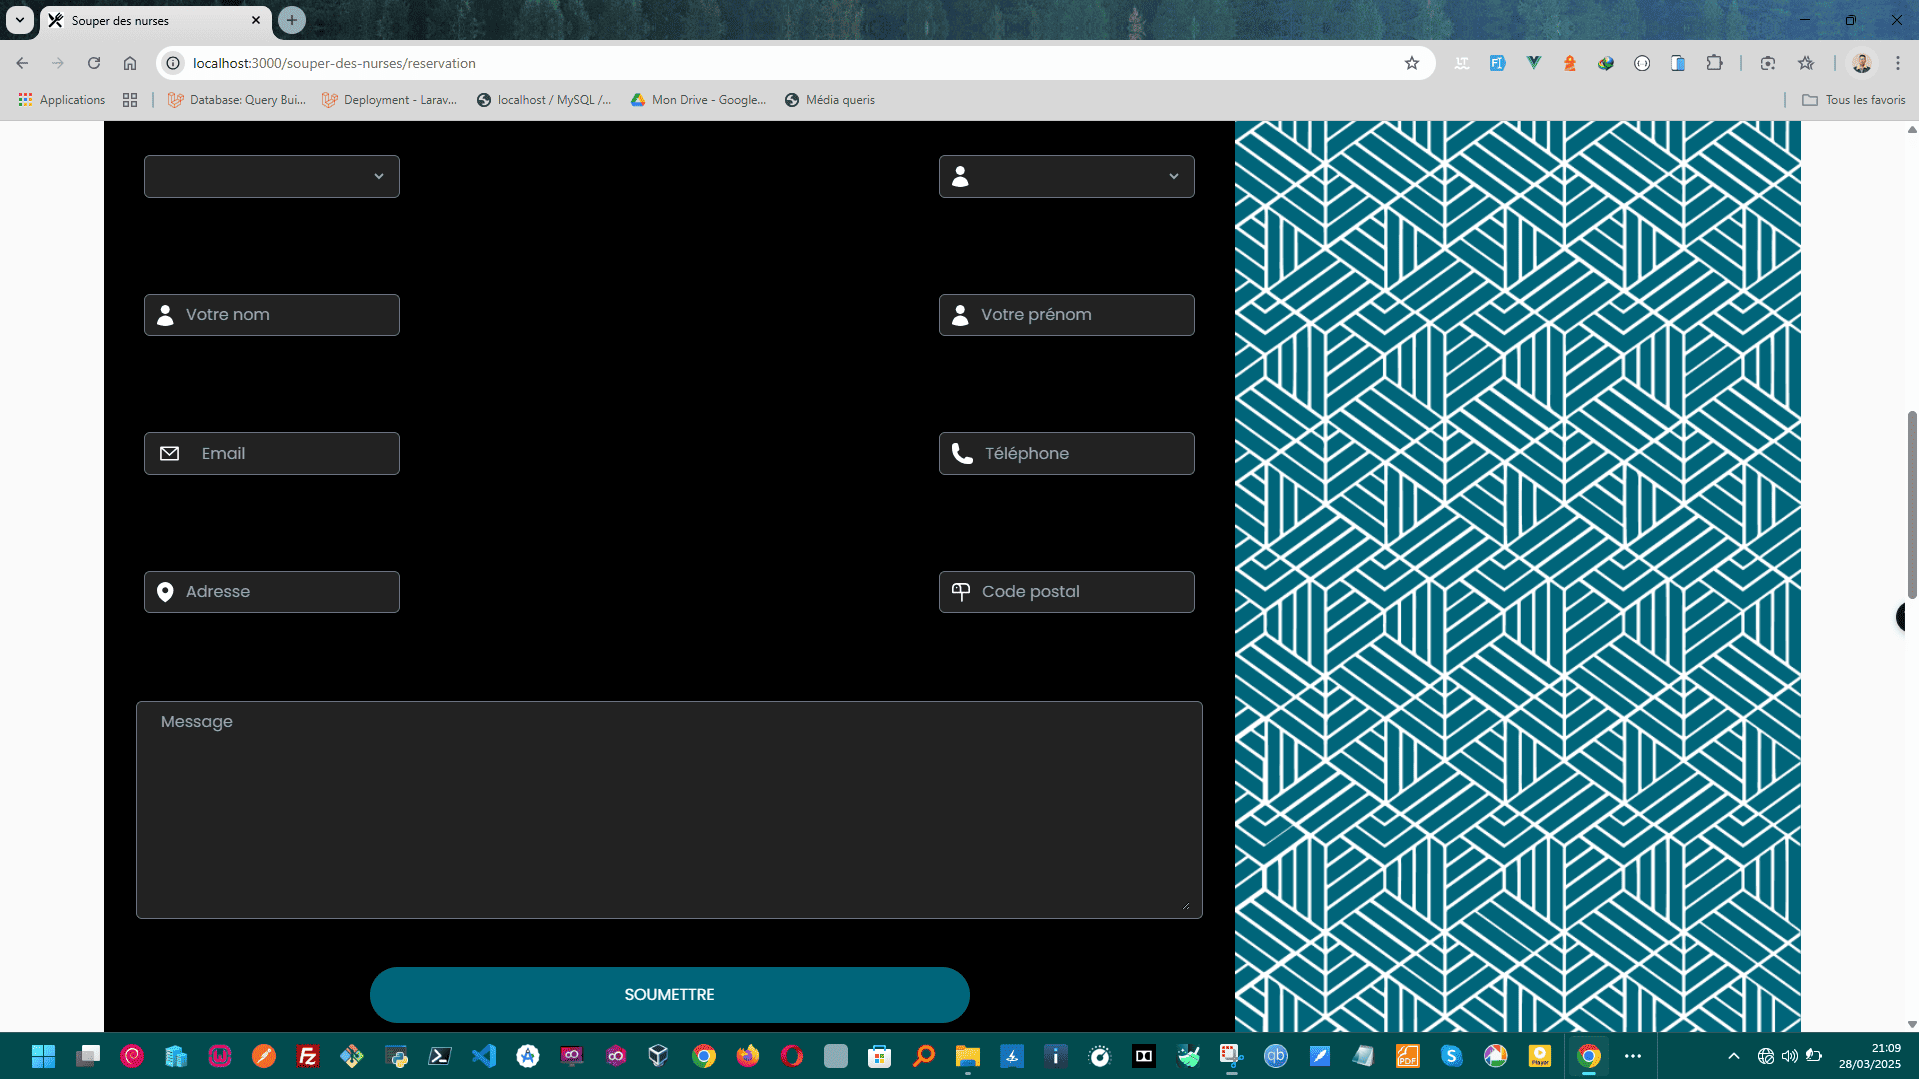 Souper des nurses
localhost:3000/souper-des-nurses/reservation
Applications
Database: Query Bui...
Deployment - Larav...
localhost / MySQL /...
Mon Drive - Google...
Média queris
Tous les favoris
Votre nom
Votre prénom
Email
Téléphone
Adresse
Code postal
Message
SOUMETTRE
21:09
28/03/2025